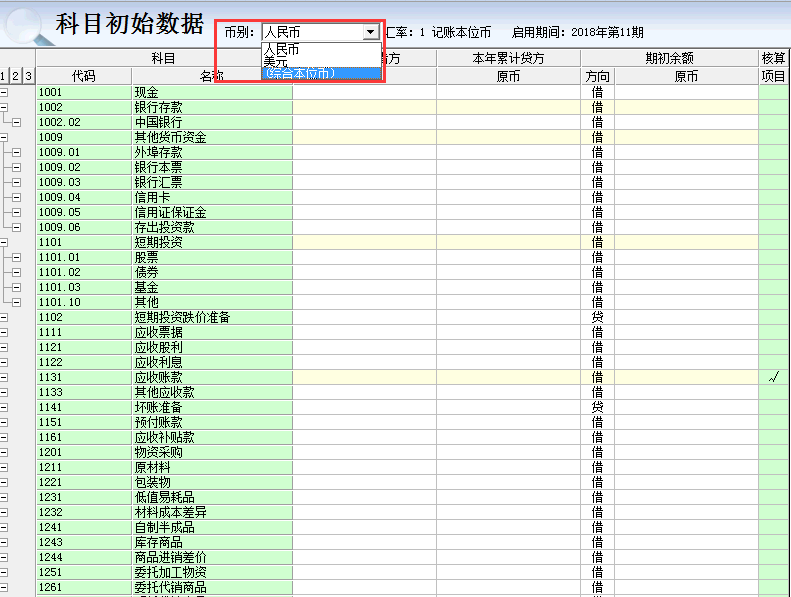 科目初始数据
币别: 人民币 汇率: 1 记账本位币 启用期间: 2018年第11期
人民币
美元
(综合本位币)
科目 借方 本年累计贷方 期初余额 核算
1 2 3 代码 名称 原币 方向 原币 项目
1001 现金 借
1002 银行存款 借
1002.02 中国银行 借
1009 其他货币资金 借
1009.01 外埠存款 借
1009.02 银行本票 借
1009.03 银行汇票 借
1009.04 信用卡 借
1009.05 信用证保证金 借
1009.06 存出投资款 借
1101 短期投资 借
1101.01 股票 借
1101.02 债券 借
1101.03 基金 借
1101.10 其他 借
1102 短期投资跌价准备 贷
1111 应收票据 借
1121 应收股利 借
1122 应收利息 借
1131 应收账款 借 √
1133 其他应收款 借
1141 坏账准备 贷
1151 预付账款 借
1161 应收补贴款 借
1201 物资采购 借
1211 原材料 借
1221 包装物 借
1231 低值易耗品 借
1232 材料成本差异 借
1241 自制半成品 借
1243 库存商品 借
1244 商品进销差价 借
1251 委托加工物资 借
1261 委托代销商品 借